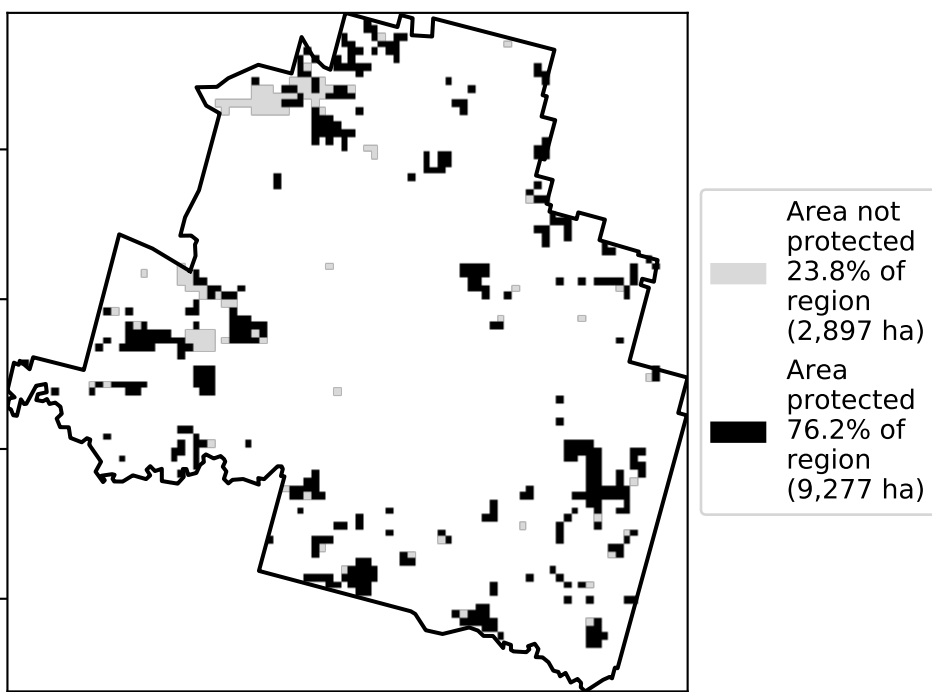 Area not
protected
23.8% of
region
(2,897 ha)
Area
protected
76.2% of
region
(9,277 ha)